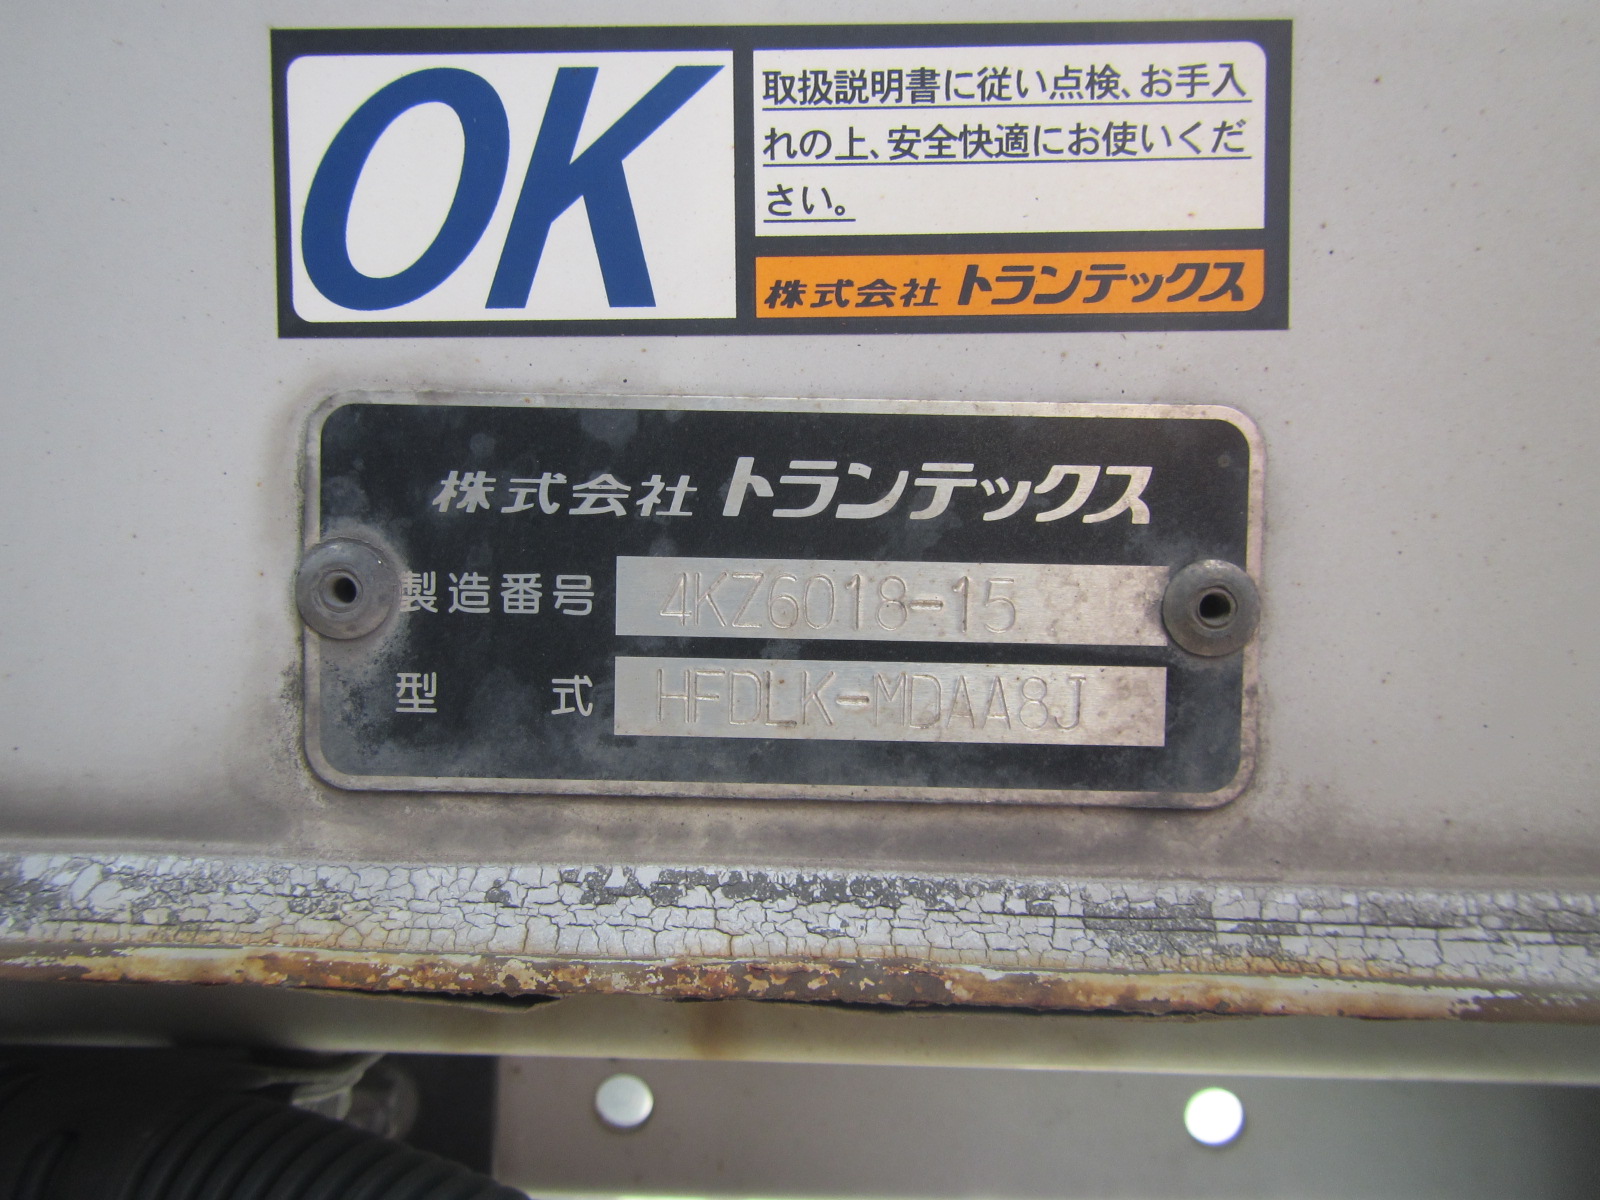 OK
取扱説明書に従い点検、お手入
れの上、安全快適にお使いくだ
さい。
株式会社 トランテックス
株式会社 トランテックス
製造番号 4KZ6018-15
型式 HFDLK-MDAA8J